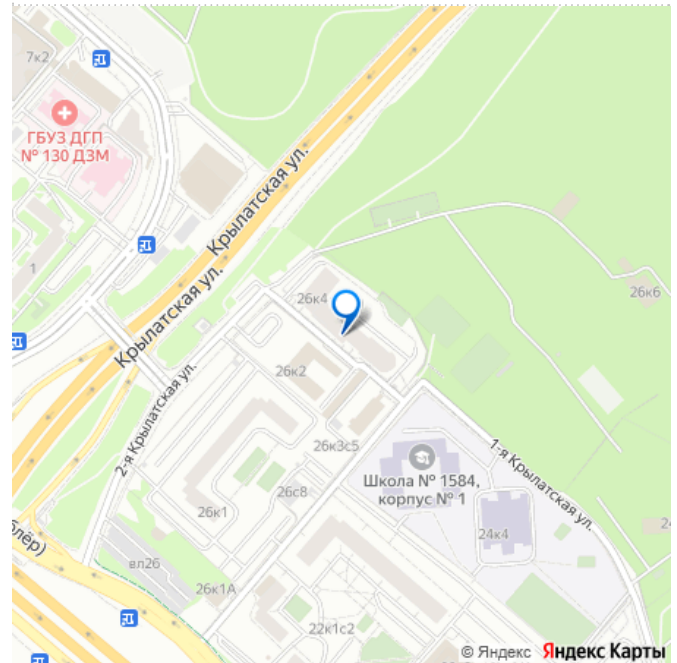 7к2
ГБУЗ ДГП
№ 130 ДЗМ
Крылатская ул.
1
26к4
26к6
Крылатская ул.
26к2
2-я Крылатская ул.
1-я Крылатская ул.
26к3с5
Школа № 1584,
корпус № 1
26с8
26к1
24к4
24
блёр)
вл26
26к1А
22к1с2
© Яндекс Яндекс Карты